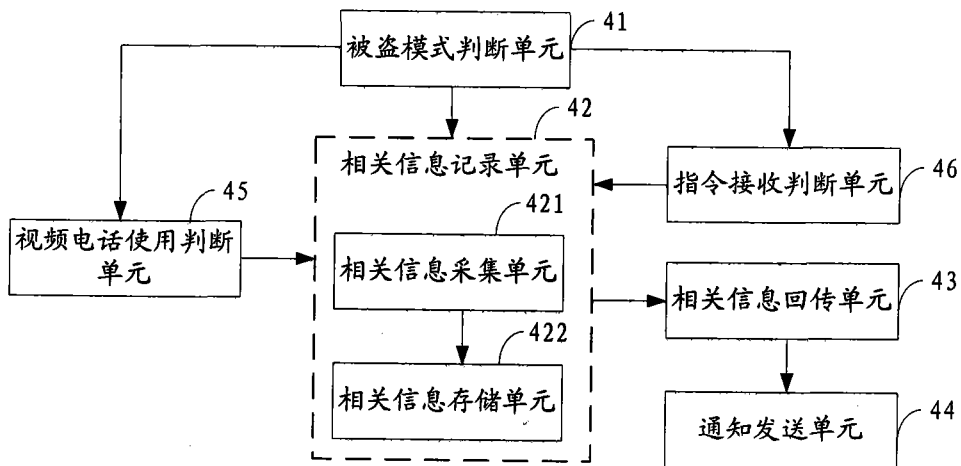 41
被盗模式判断单元
42
相关信息记录单元
46
指令接收判断单元
45
视频电话使用判断
单元
421
相关信息采集单元
43
相关信息回传单元
422
相关信息存储单元
44
通知发送单元